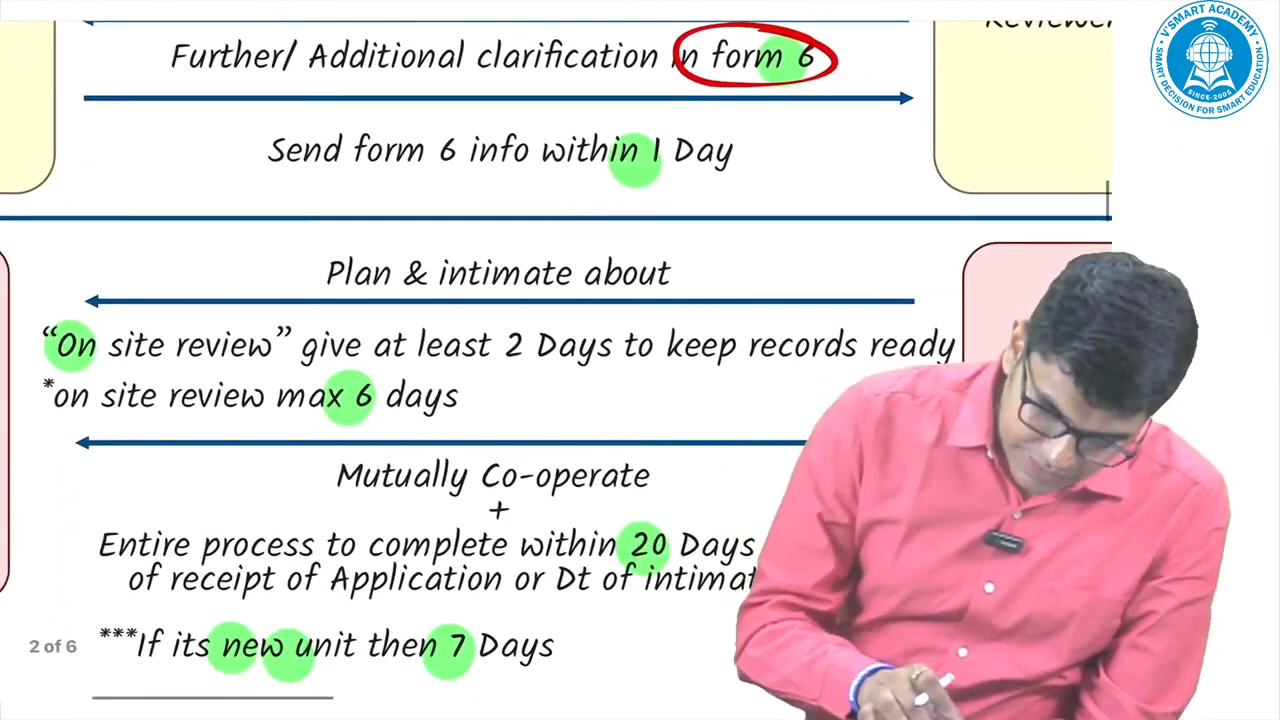 Reviewer
Further/ Additional clarification in form 6
Send form 6 info within 1 Day
Plan & intimate about
“On site review” give at least 2 Days to keep records ready
*on site review max 6 days
Mutually Co-operate
+
Entire process to complete within 20 Days
of receipt of Application or Dt of intimat
***If its new unit then 7 Days
2 of 6
V'SMART ACADEMY
SMART DECISION FOR SMART EDUCATION
SINCE-2005